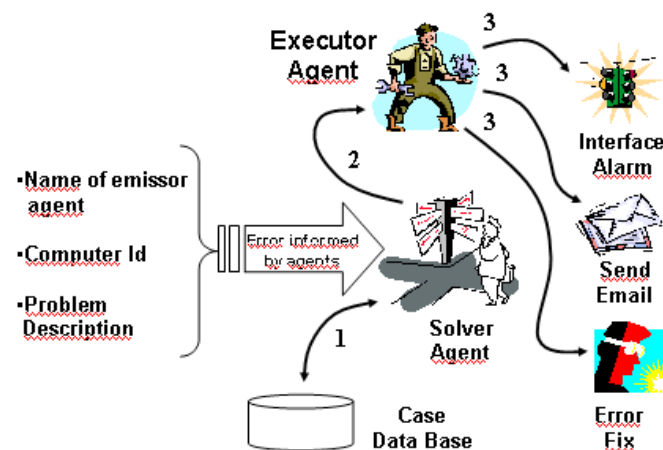 Executor
Agent
3
3
3
Interface
Alarm
2
▪Name of emissor
agent
▪Computer Id
▪Problem
Description
Error informed
by agents
Send
Email
1
Solver
Agent
Case
Data Base
Error
Fix